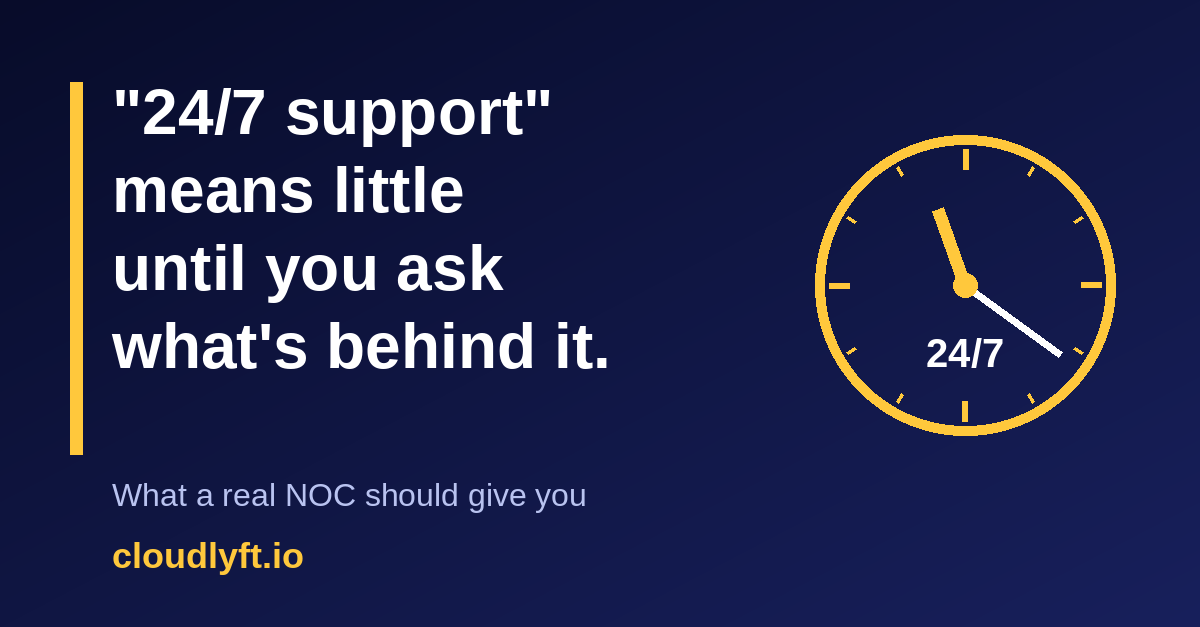 "24/7 support"
means little
until you ask
what's behind it.
What a real NOC should give you
cloudlyft.io
24/7